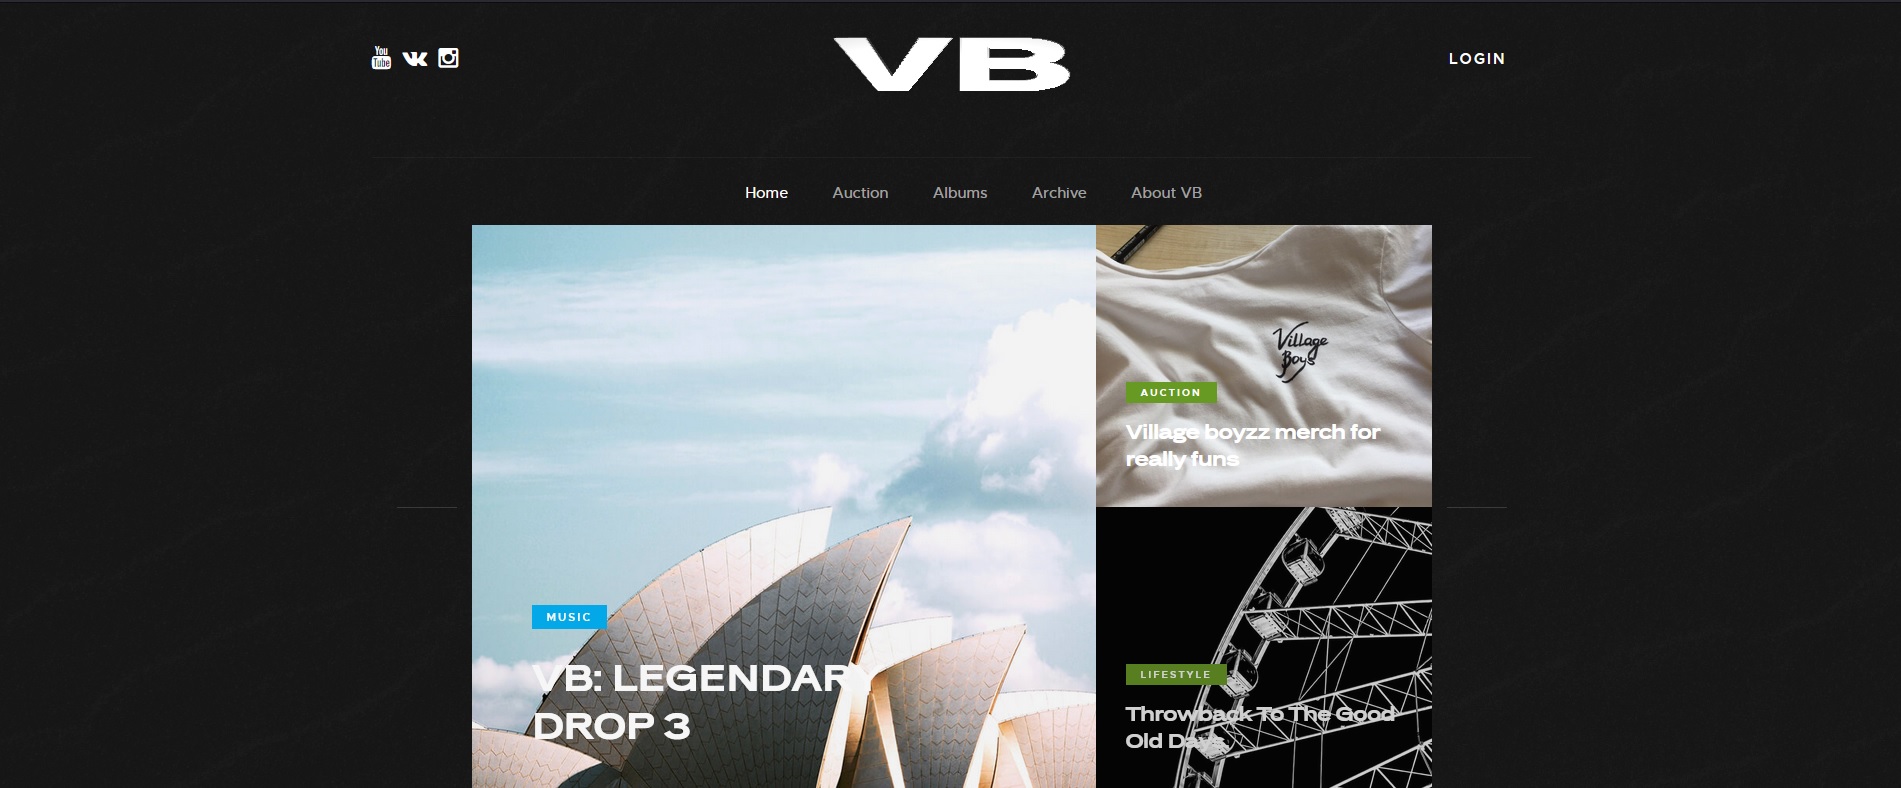 You
Tube
VB
LOGIN
Home
Auction
Albums
Archive
About VB
Village
Boys
AUCTION
Village boyzz merch for
really funs
MUSIC
VB: LEGENDARY
DROP 3
LIFESTYLE
Throwback To The Good
Old Days